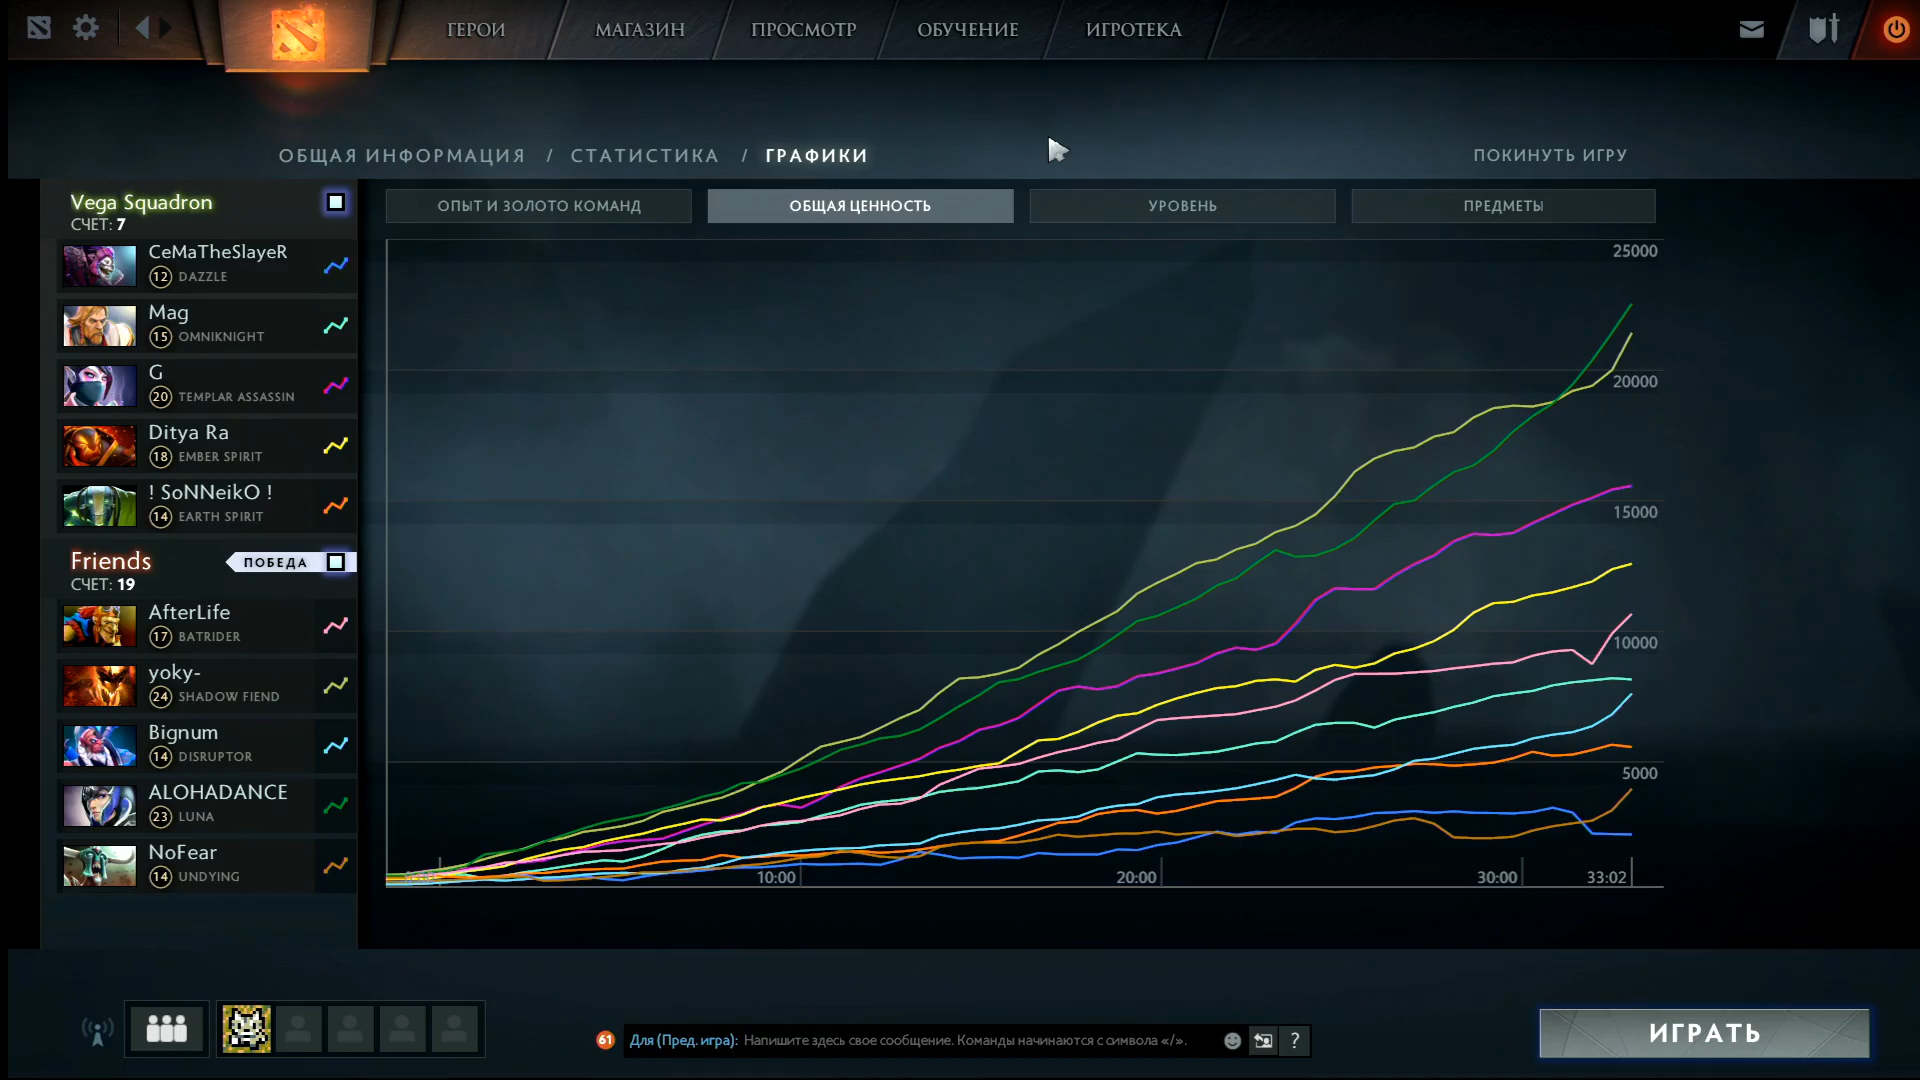 ГЕРОИ
МАГАЗИН
ПРОСМОТР
ОБУЧЕНИЕ
ИГРОТЕКА
ОБЩАЯ ИНФОРМАЦИЯ / СТАТИСТИКА / ГРАФИКИ
ПОКИНУТЬ ИГРУ
Vega Squadron
СЧЕТ: 7
CeMaTheSlayeR
12 DAZZLE
Mag
15 OMNIKNIGHT
G
20 TEMPLAR ASSASSIN
Ditya Ra
18 EMBER SPIRIT
! SoNNeikO !
14 EARTH SPIRIT
Friends
ПОБЕДА
СЧЕТ: 19
AfterLife
17 BATRIDER
yoky-
24 SHADOW FIEND
Bignum
14 DISRUPTOR
ALOHADANCE
23 LUNA
NoFear
14 UNDYING
ОПЫТ И ЗОЛОТО КОМАНД
ОБЩАЯ ЦЕННОСТЬ
УРОВЕНЬ
ПРЕДМЕТЫ
25000
20000
15000
10000
5000
10:00
20:00
30:00
33:02
61
Для (Пред. игра): Напишите здесь свое сообщение. Команды начинаются с символа «/».
?
ИГРАТЬ